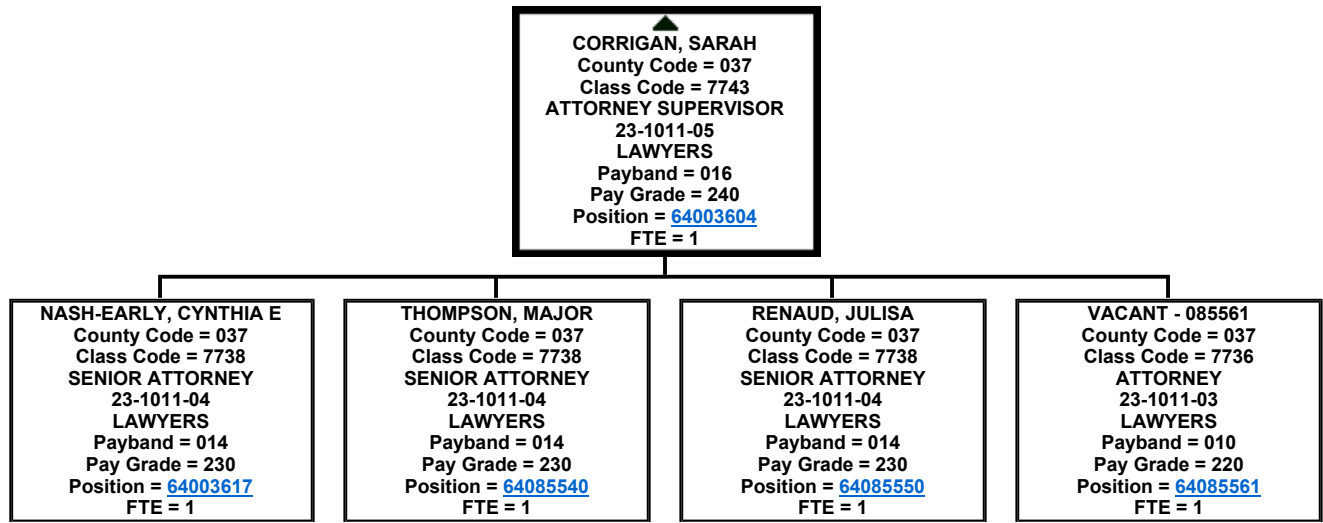 CORRIGAN, SARAH
County Code = 037
Class Code = 7743
ATTORNEY SUPERVISOR
23-1011-05
LAWYERS
Payband = 016
Pay Grade = 240
Position = 64003604
FTE = 1
NASH-EARLY, CYNTHIA E
County Code = 037
Class Code = 7738
SENIOR ATTORNEY
23-1011-04
LAWYERS
Payband = 014
Pay Grade = 230
Position = 64003617
FTE = 1
THOMPSON, MAJOR
County Code = 037
Class Code = 7738
SENIOR ATTORNEY
23-1011-04
LAWYERS
Payband = 014
Pay Grade = 230
Position = 64085540
FTE = 1
RENAUD, JULISA
County Code = 037
Class Code = 7738
SENIOR ATTORNEY
23-1011-04
LAWYERS
Payband = 014
Pay Grade = 230
Position = 64085550
FTE = 1
VACANT - 085561
County Code = 037
Class Code = 7736
ATTORNEY
23-1011-03
LAWYERS
Payband = 010
Pay Grade = 220
Position = 64085561
FTE = 1